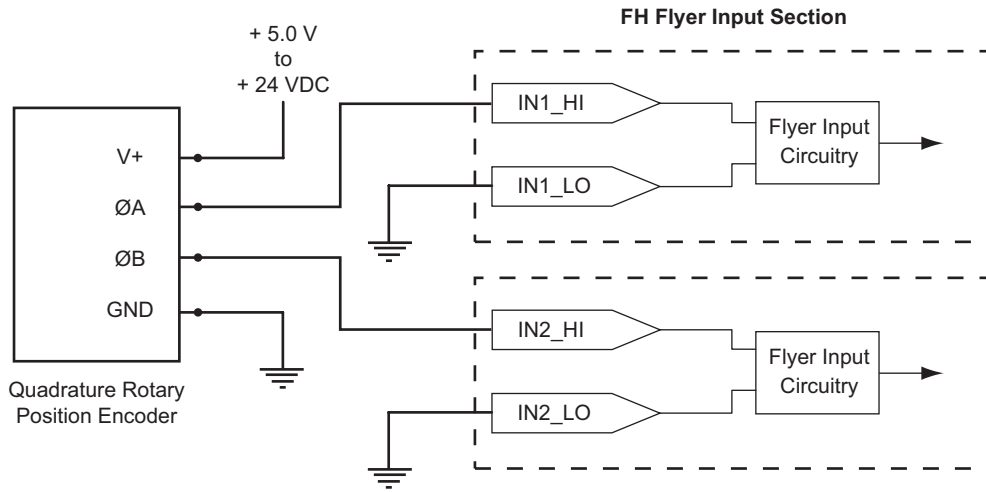 FH Flyer Input Section
+ 5.0 V
to
+ 24 VDC
V+
ØA
ØB
GND
Quadrature Rotary
Position Encoder
IN1_HI
IN1_LO
Flyer Input
Circuitry
IN2_HI
IN2_LO
Flyer Input
Circuitry